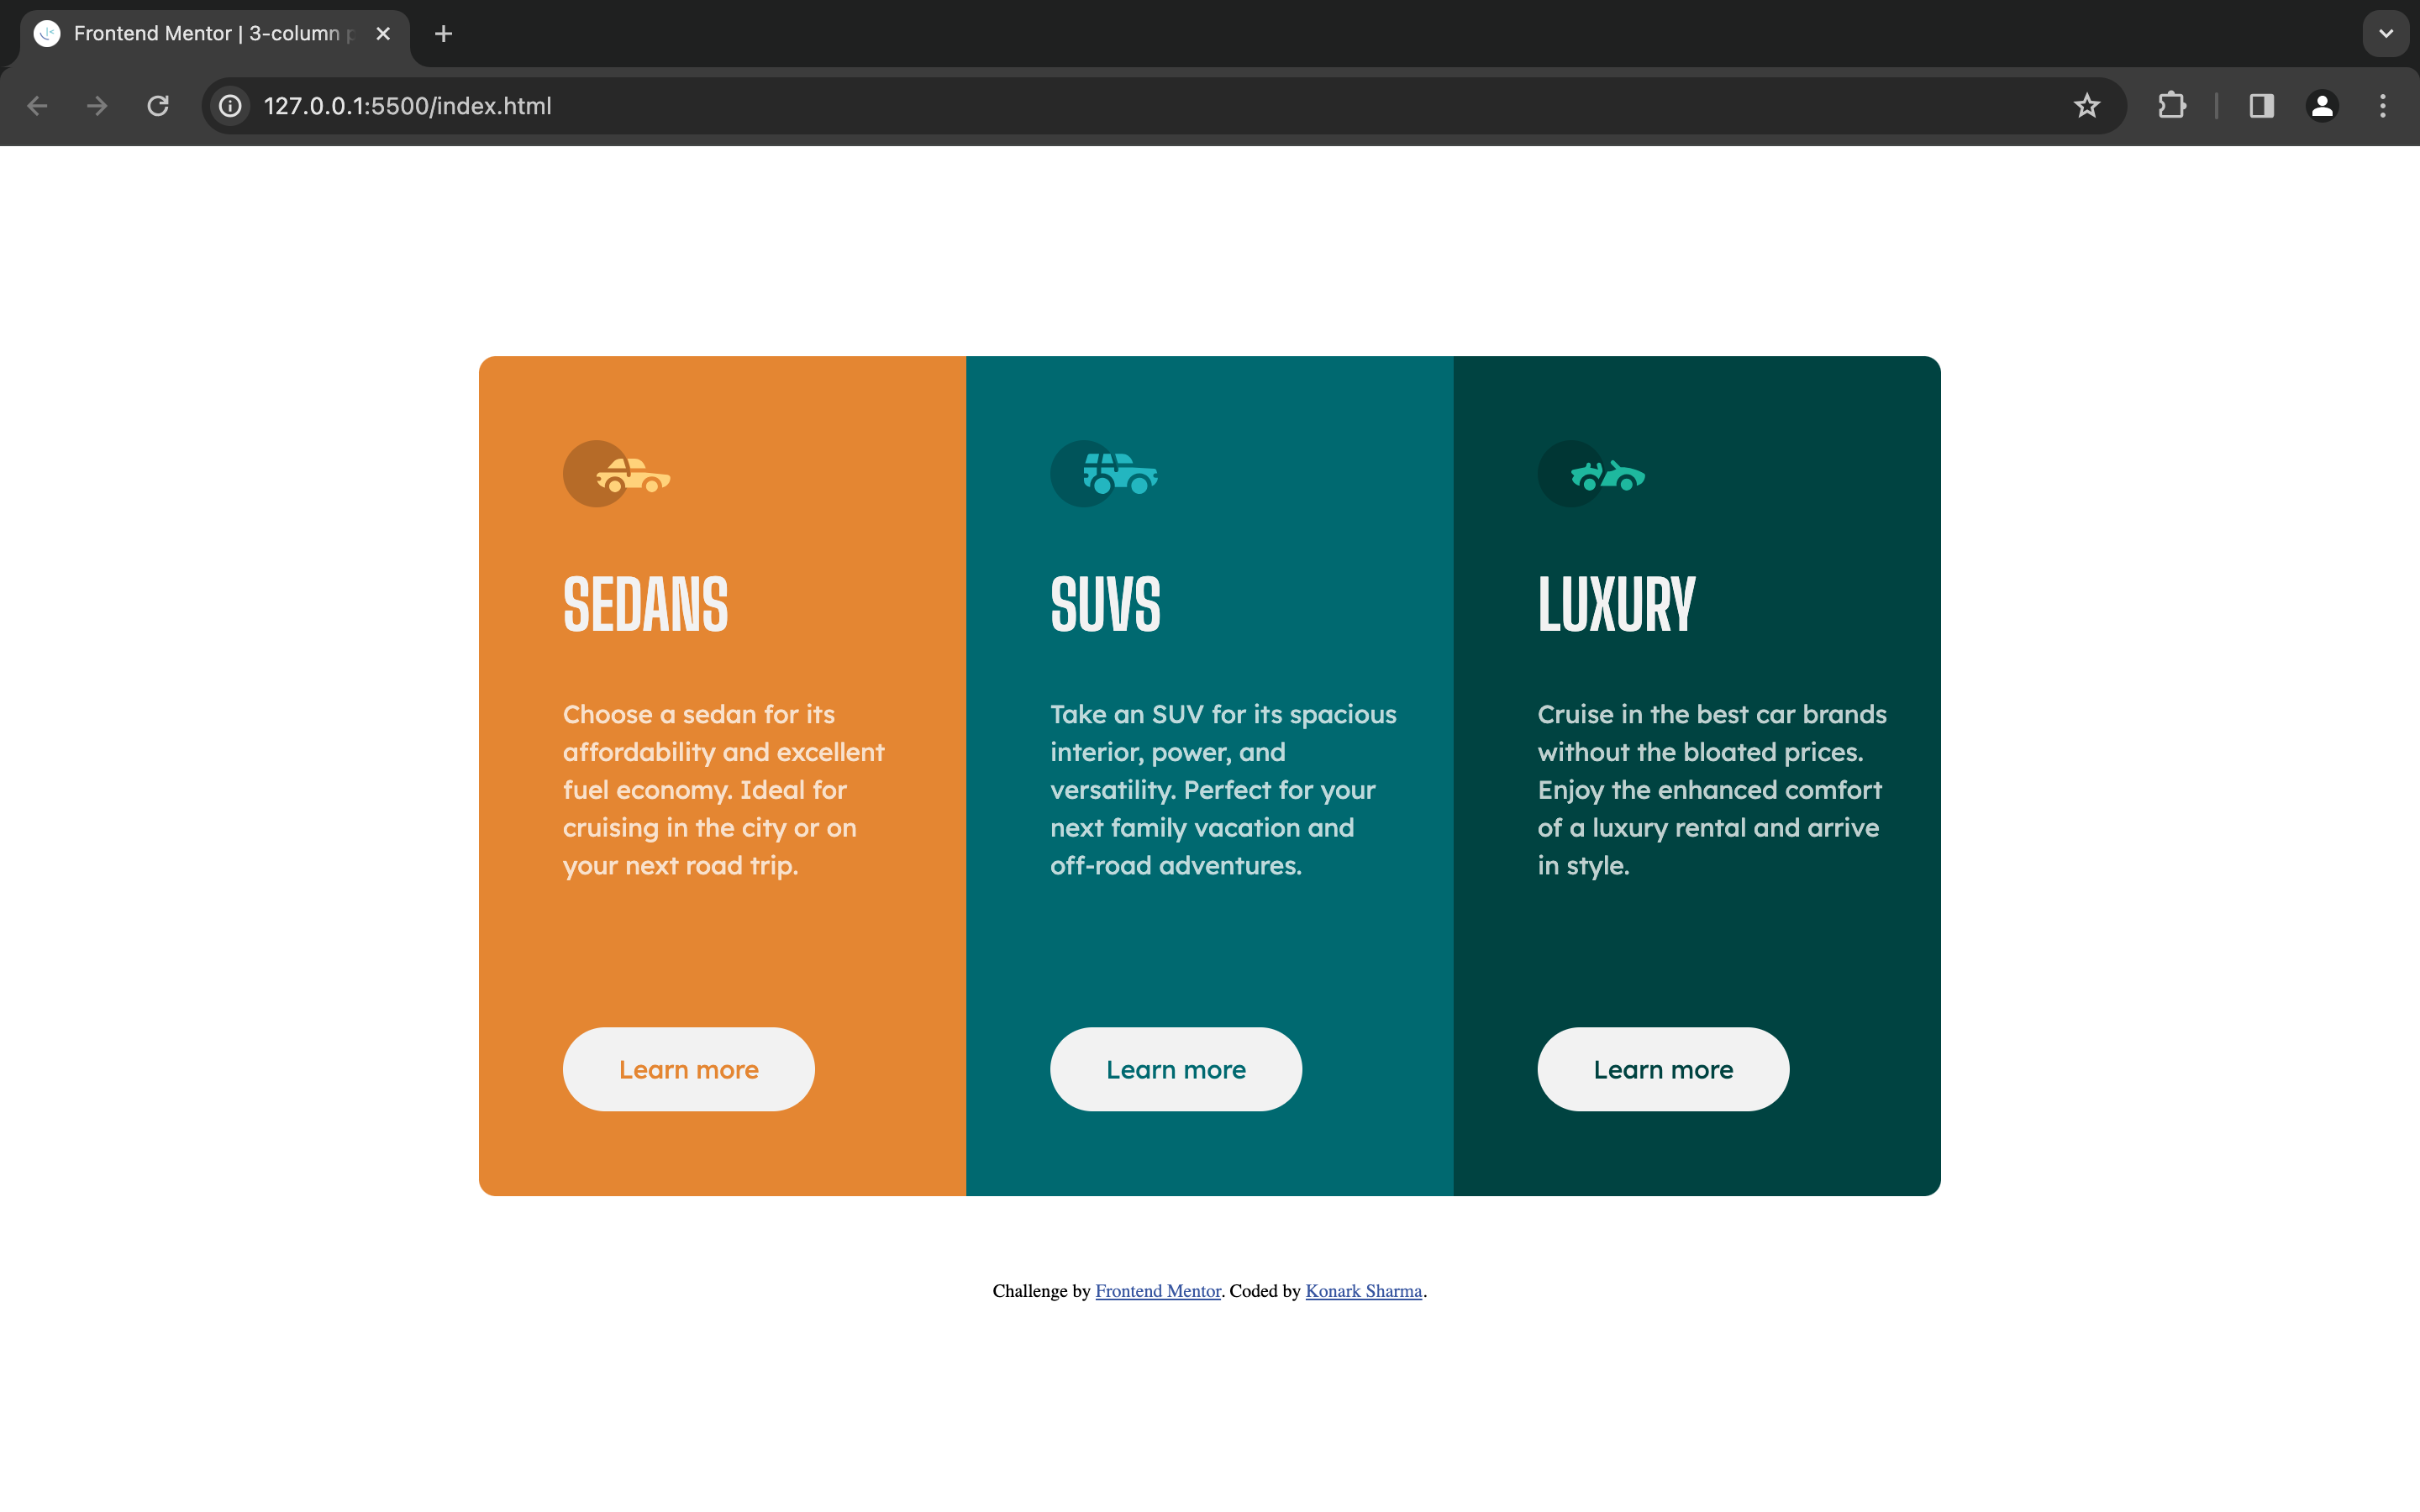 Frontend Mentor | 3-column
127.0.0.1:5500/index.html
SEDANS
Choose a sedan for its
affordability and excellent
fuel economy. Ideal for
cruising in the city or on
your next road trip.
Learn more
SUVS
Take an SUV for its spacious
interior, power, and
versatility. Perfect for your
next family vacation and
off-road adventures.
Learn more
LUXURY
Cruise in the best car brands
without the bloated prices.
Enjoy the enhanced comfort
of a luxury rental and arrive
in style.
Learn more
Challenge by Frontend Mentor. Coded by Konark Sharma.